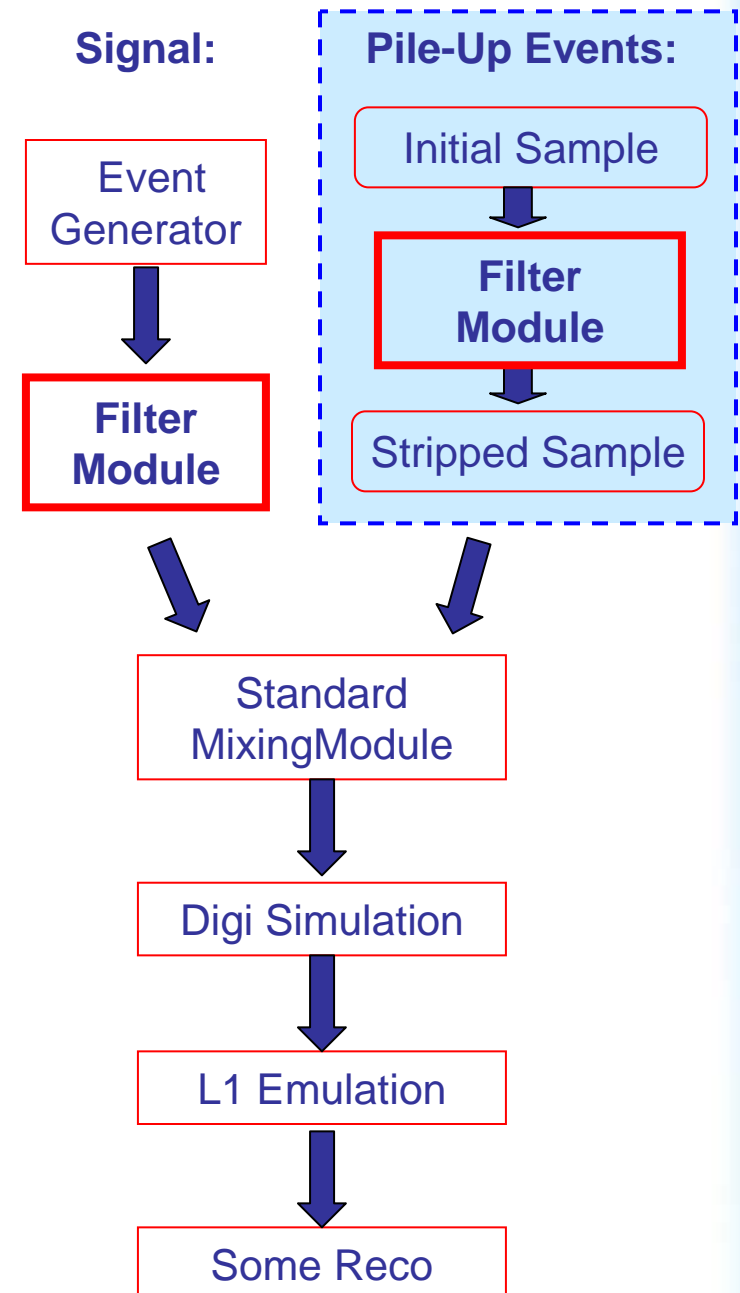 Signal:
Event
Generator
Filter
Module
Pile-Up Events:
Initial Sample
Filter
Module
Stripped Sample
Standard
MixingModule
Digi Simulation
L1 Emulation
Some Reco